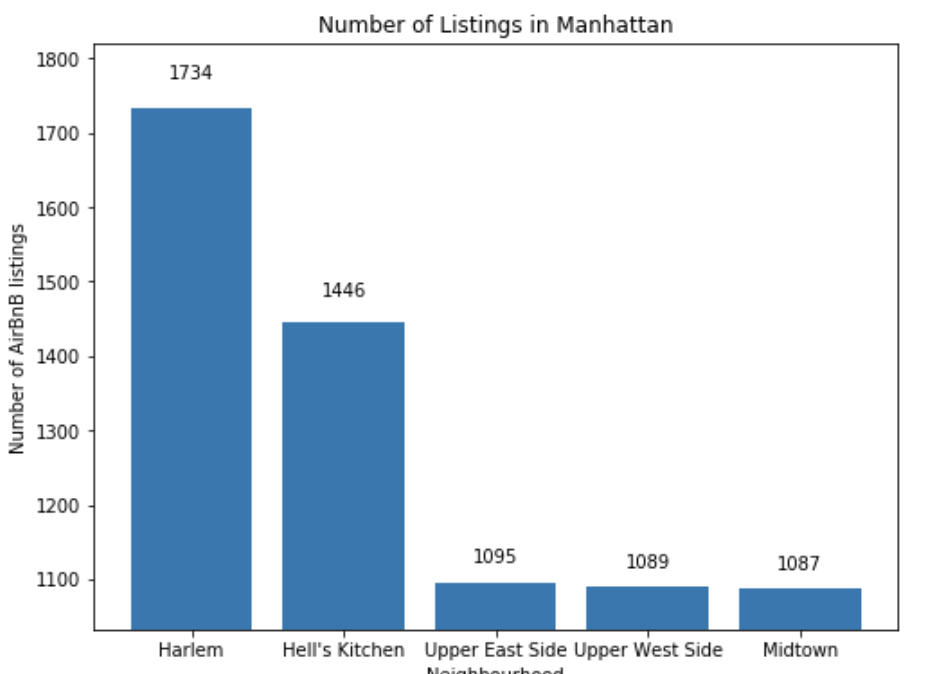 Number of Listings in Manhattan
1800
1700
1600
1500
1400
1300
1200
1100
Number of AirBnB listings
1734
1446
1095
1089
1087
Harlem
Hell's Kitchen
Upper East Side
Upper West Side
Midtown
Neighbourhood